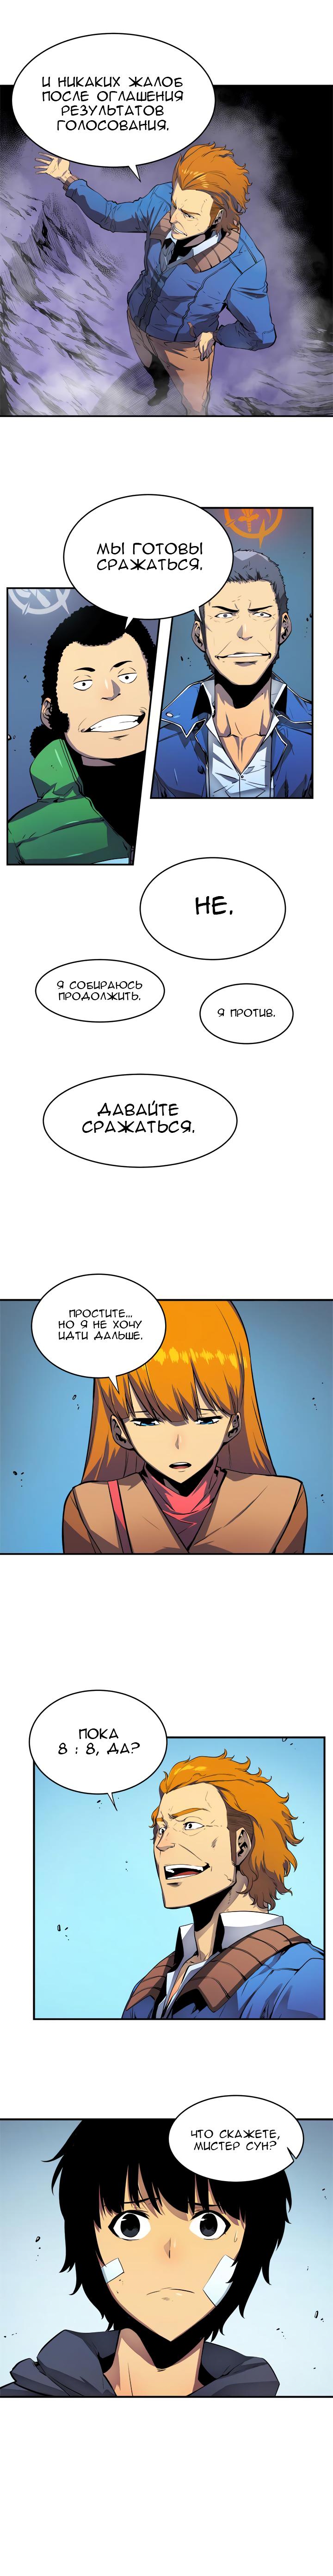 И НИКАКИХ ЖАЛОБ
ПОСЛЕ ОГЛАШЕНИЯ
РЕЗУЛЬТАТОВ
ГОЛОСОВАНИЯ.
МЫ ГОТОВЫ
СРАЖАТЬСЯ.
НЕ.
Я СОБИРАЮСЬ
ПРОДОЛЖИТЬ.
Я ПРОТИВ.
ДАВАЙТЕ
СРАЖАТЬСЯ.
ПРОСТИТЕ...
НО Я НЕ ХОЧУ
ИДТИ ДАЛЬШЕ.
ПОКА
8 : 8, ДА?
ЧТО СКАЖЕТЕ,
МИСТЕР СУН?